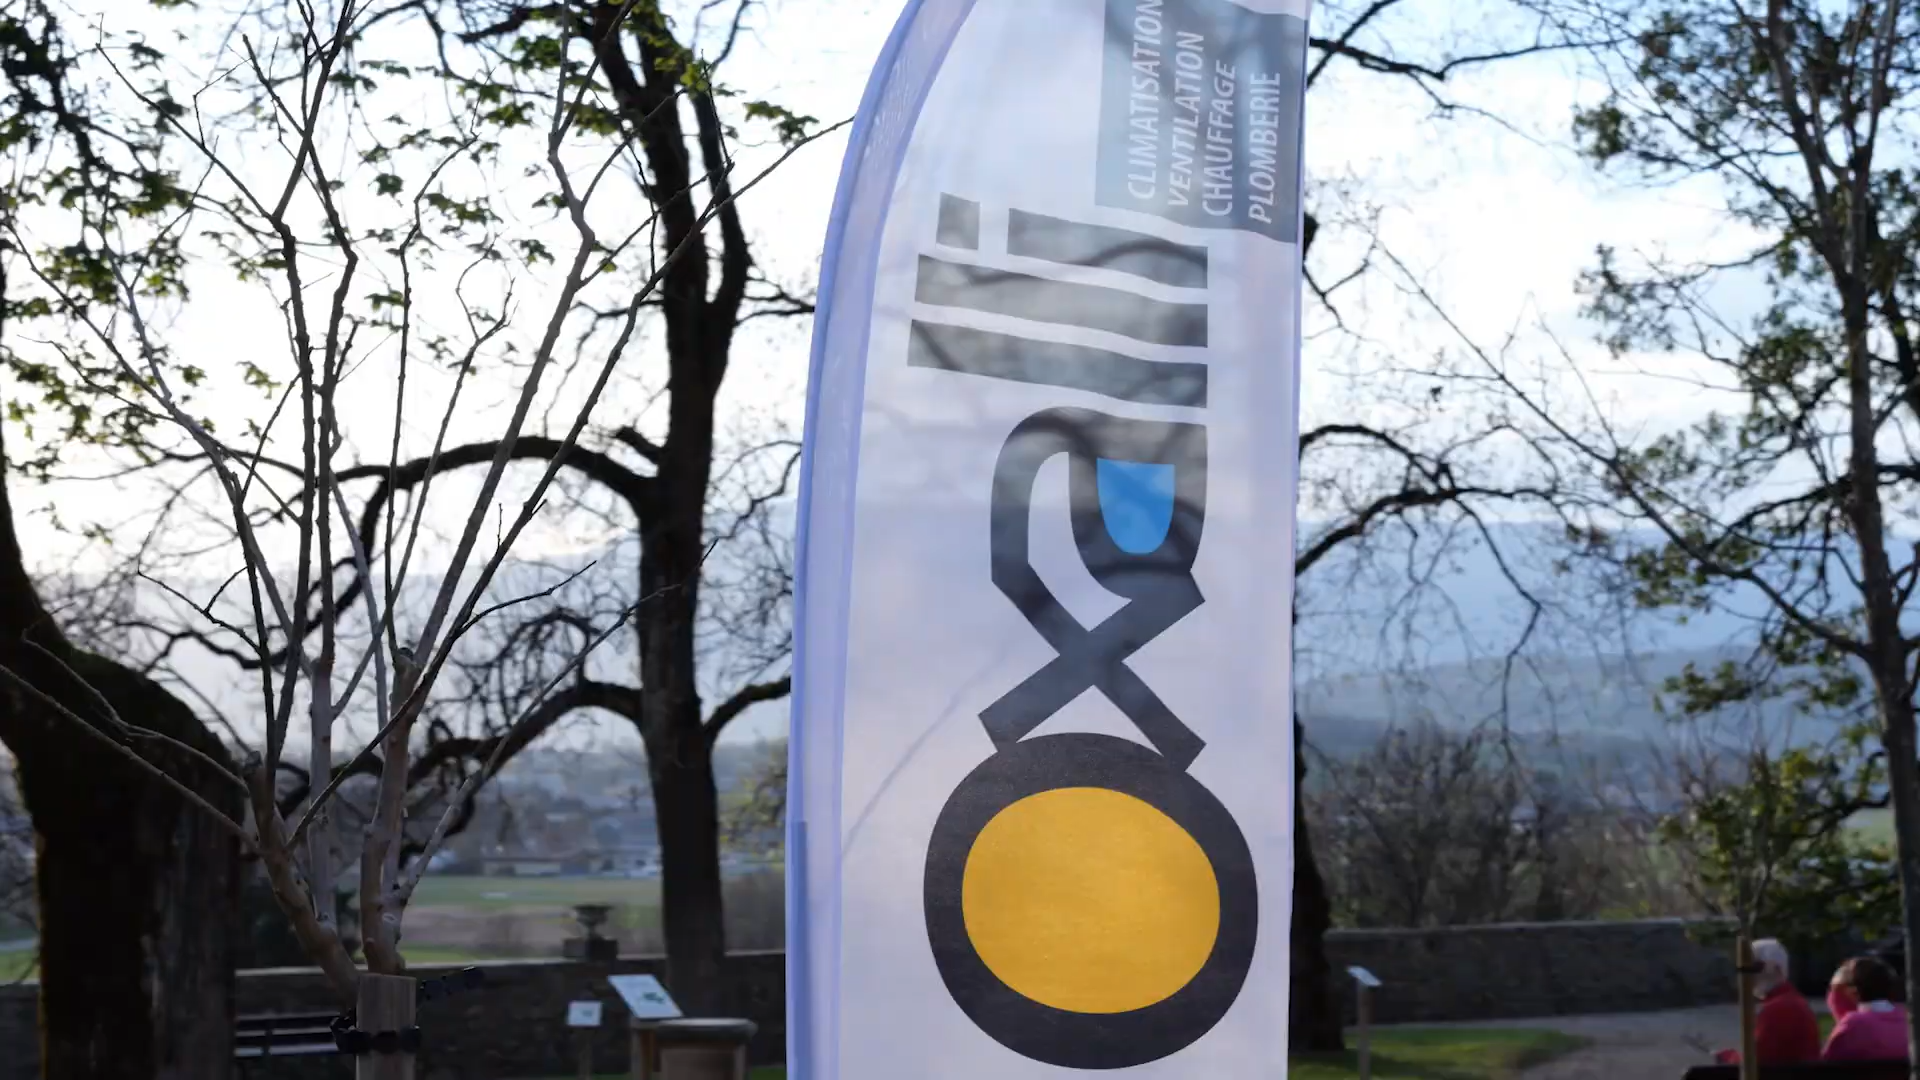 oxalli
CLIMATISATION
VENTILATION
CHAUFFAGE
PLOMBERIE